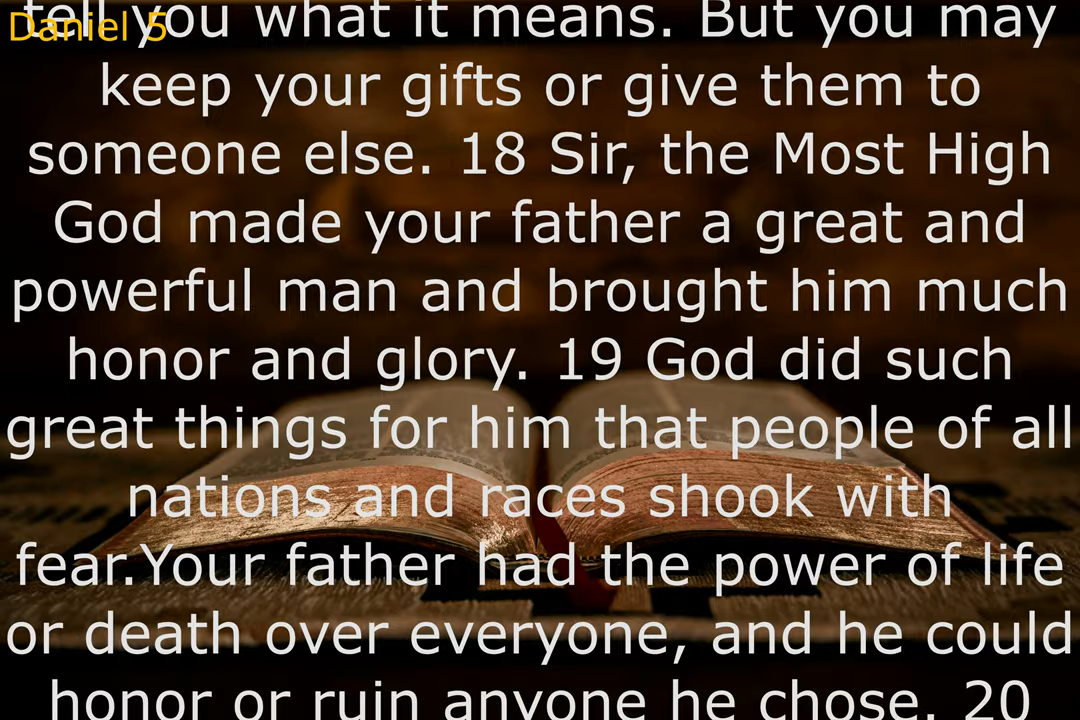 Daniel 5
tell you what it means. But you may
keep your gifts or give them to
someone else. 18 Sir, the Most High
God made your father a great and
powerful man and brought him much
honor and glory. 19 God did such
great things for him that people of all
nations and races shook with
fear.Your father had the power of life
or death over everyone, and he could
honor or ruin anyone he chose. 20